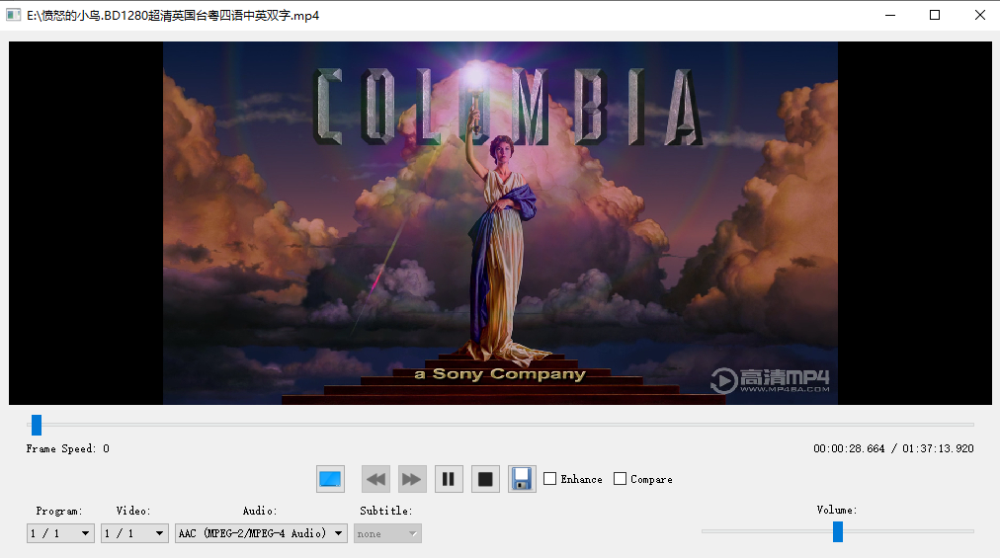 E:\愤怒的小鸟.BD1280超清英国台粤四语中英双字.mp4
COLUMBIA
a Sony Company
高清MP4
WWW.MP4BA.COM
Frame Speed: 0
00:00:28.664 / 01:37:13.920
Enhance
Compare
Program: Video: Audio: Subtitle: Volume:
1 / 1 1 / 1 AAC (MPEG-2/MPEG-4 Audio) none